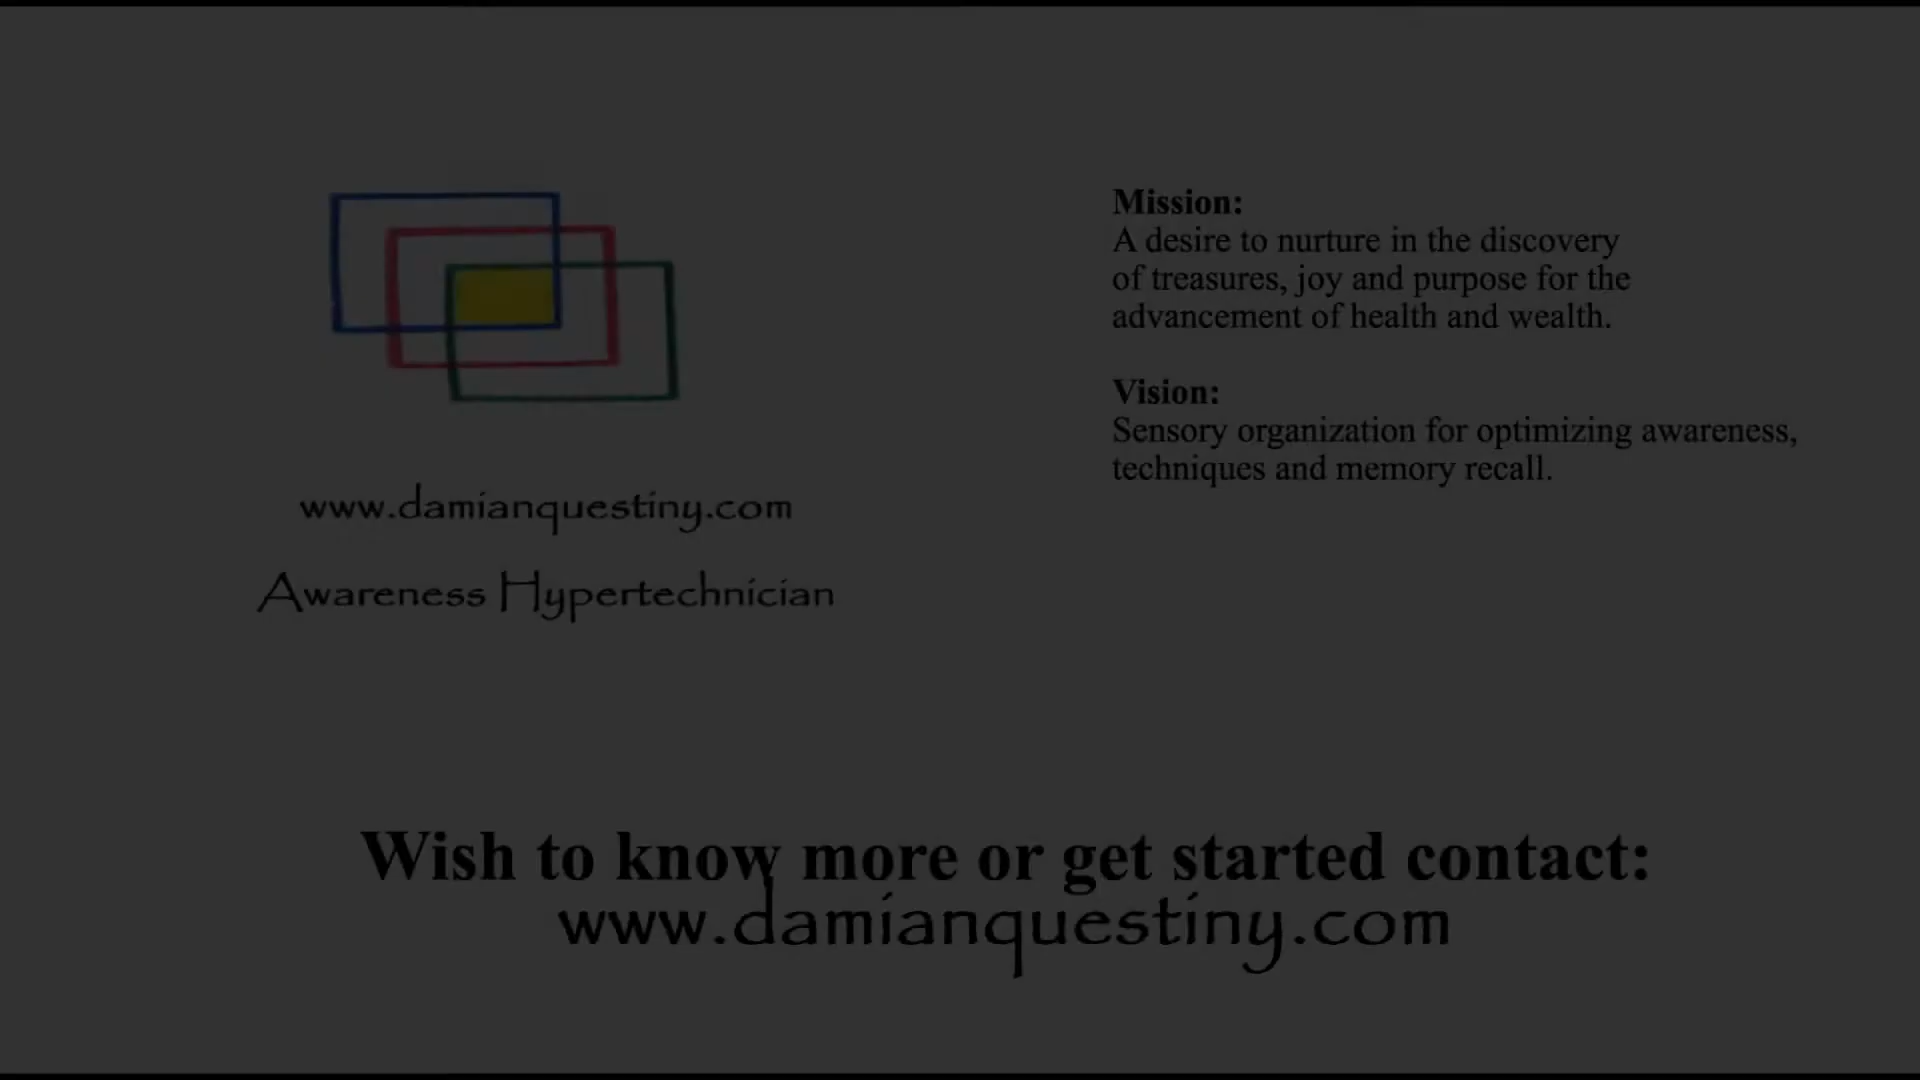 www.damianquestiny.com
Awareness Hypertechnician
Mission:
A desire to nurture in the discovery
of treasures, joy and purpose for the
advancement of health and wealth.
Vision:
Sensory organization for optimizing awareness,
techniques and memory recall.
Wish to know more or get started contact:
www.damianquestiny.com